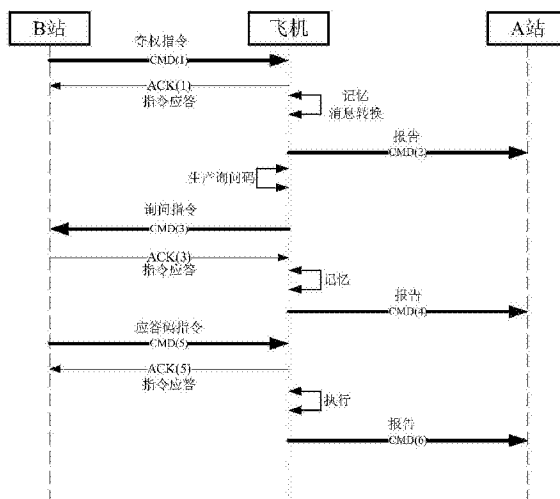 B站
飞机
A站
夺权指令
CMD(1)
ACK(1)
指令应答
记忆
消息转换
报告
CMD(2)
生产询问码
询问指令
CMD(3)
ACK(3)
指令应答
记忆
报告
CMD(4)
应答码指令
CMD(5)
ACK(5)
指令应答
执行
报告
CMD(6)